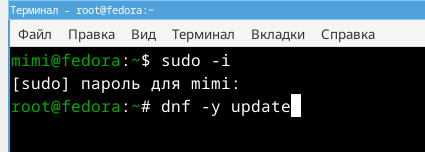 Терминал - root@fedora:~
Файл Правка Вид Терминал Вкладки Справка
mimi@fedora:~$ sudo -i
[sudo] пароль для mimi:
root@fedora:~# dnf -y update